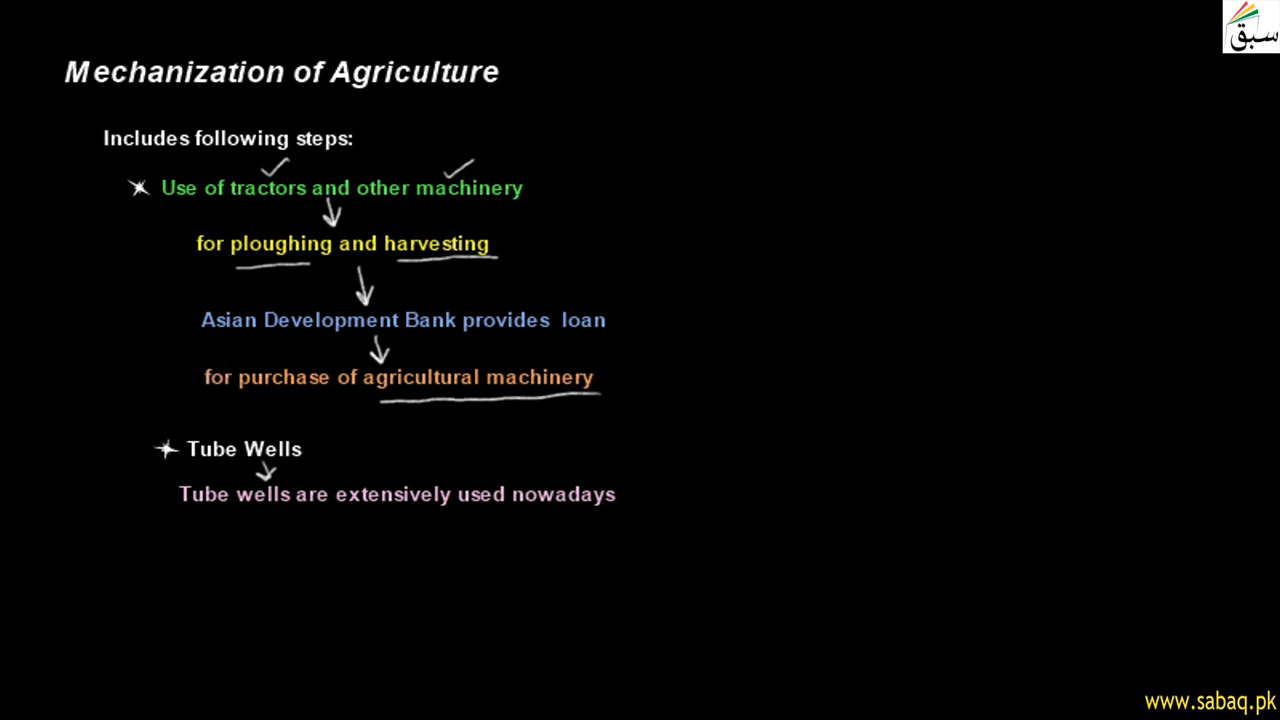 سبق
Mechanization of Agriculture
Includes following steps:
Use of tractors and other machinery
for ploughing and harvesting
Asian Development Bank provides loan
for purchase of agricultural machinery
Tube Wells
Tube wells are extensively used nowadays
www.sabaq.pk